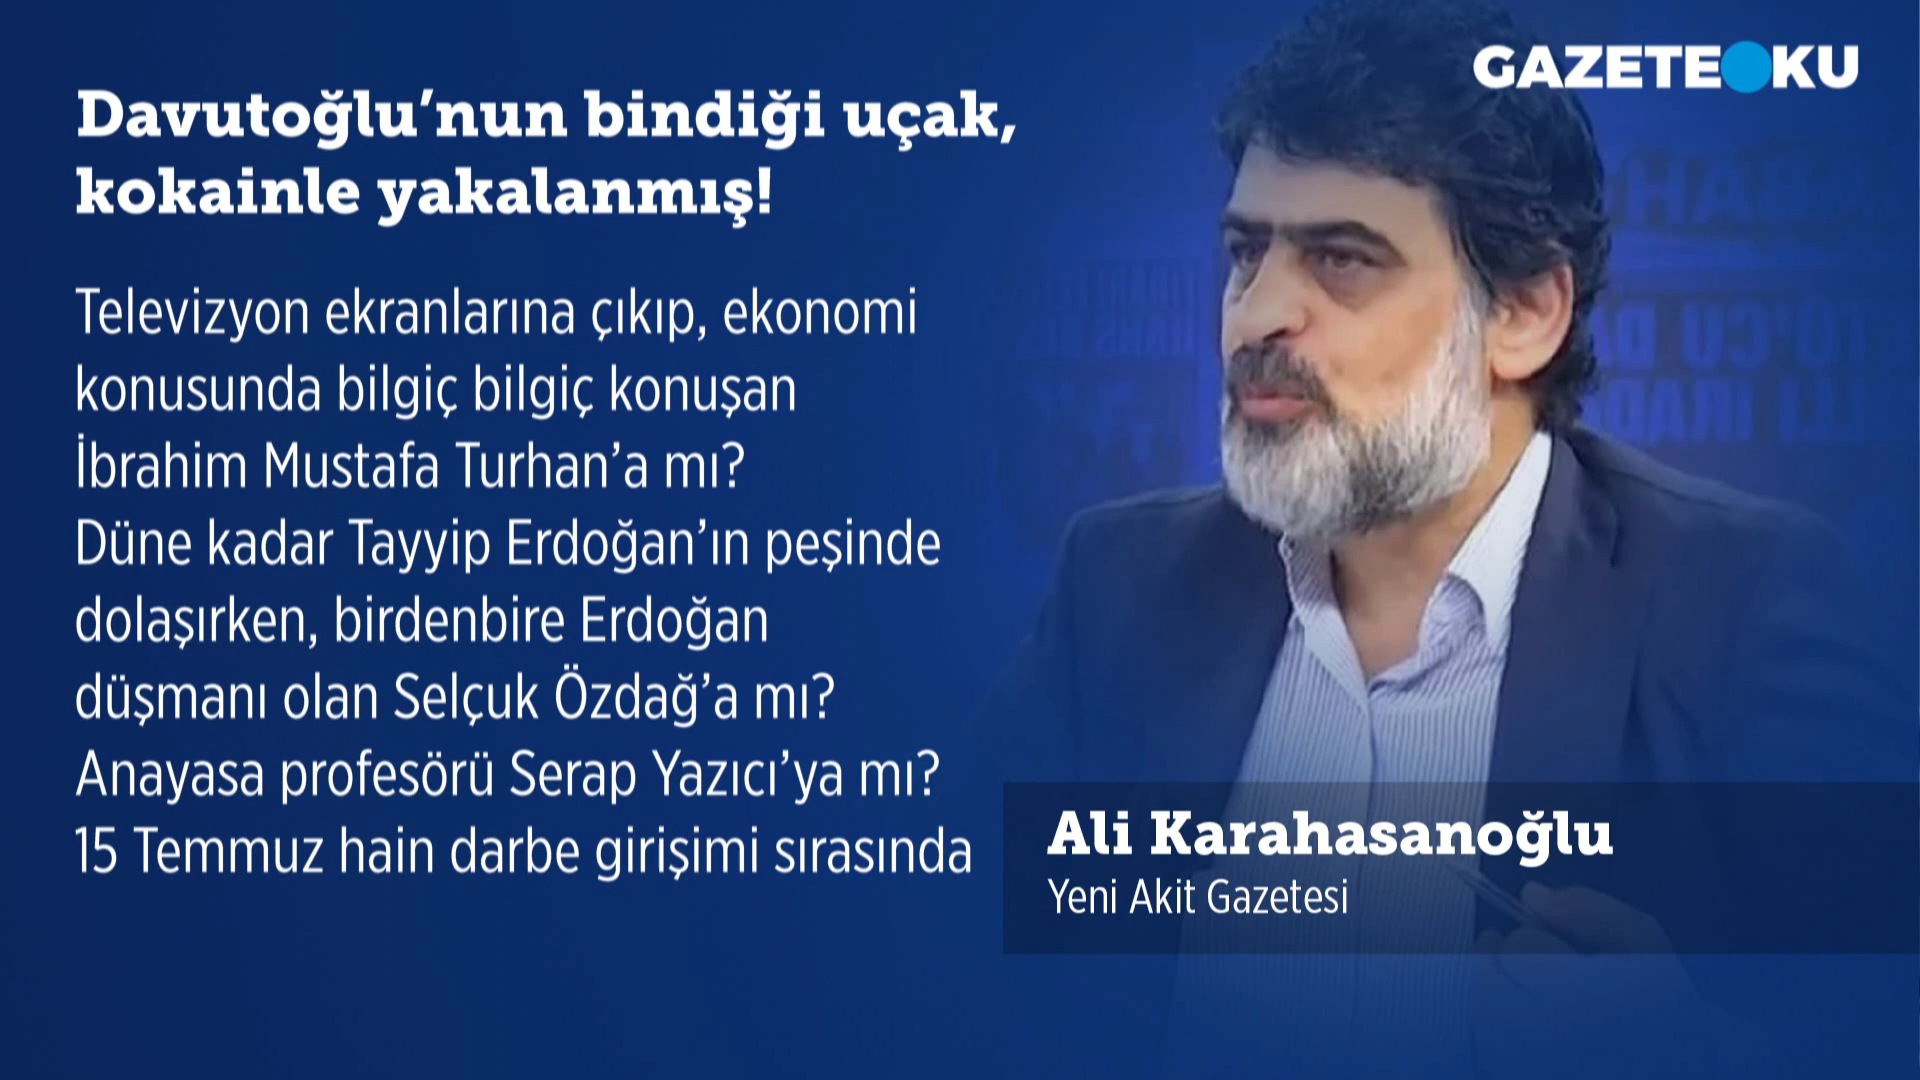 GAZETE OKU
Davutoğlu’nun bindiği uçak,
kokainle yakalanmış!
Televizyon ekranlarına çıkıp, ekonomi
konusunda bilgiç bilgiç konuşan
İbrahim Mustafa Turhan’a mı?
Düne kadar Tayyip Erdoğan’ın peşinde
dolaşırken, birdenbire Erdoğan
düşmanı olan Selçuk Özdağ’a mı?
Anayasa profesörü Serap Yazıcı’ya mı?
15 Temmuz hain darbe girişimi sırasında
Ali Karahasanoğlu
Yeni Akit Gazetesi